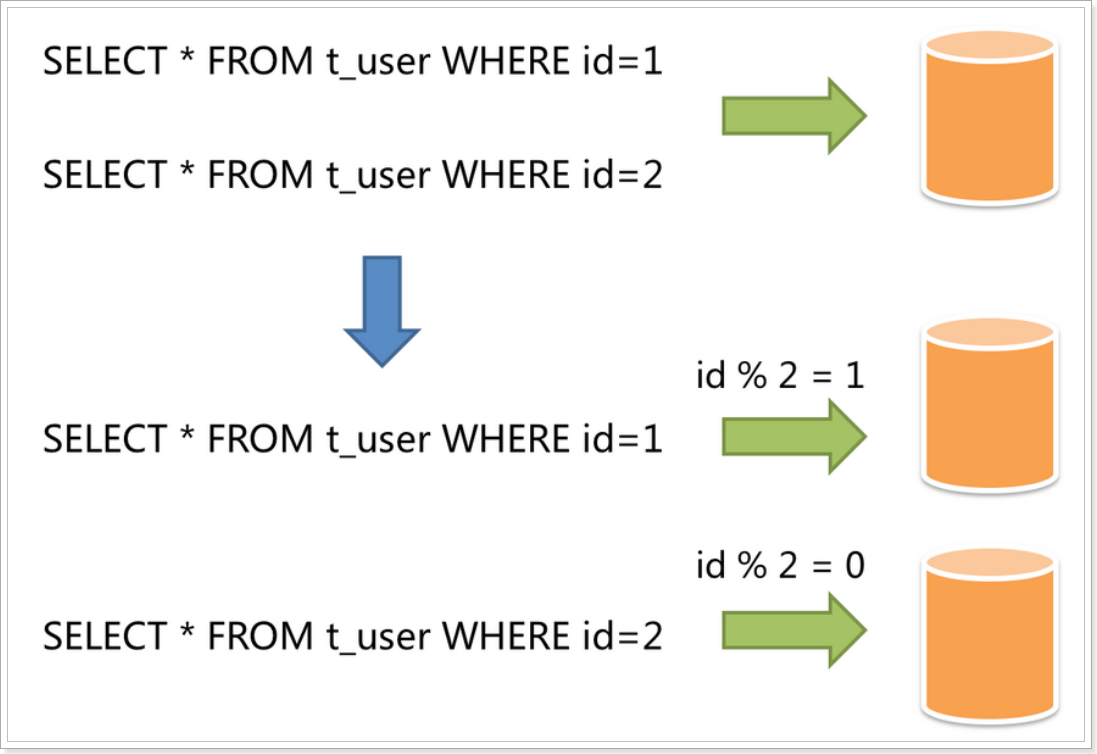 SELECT * FROM t_user WHERE id=1
SELECT * FROM t_user WHERE id=2
id % 2 = 1
SELECT * FROM t_user WHERE id=1
id % 2 = 0
SELECT * FROM t_user WHERE id=2